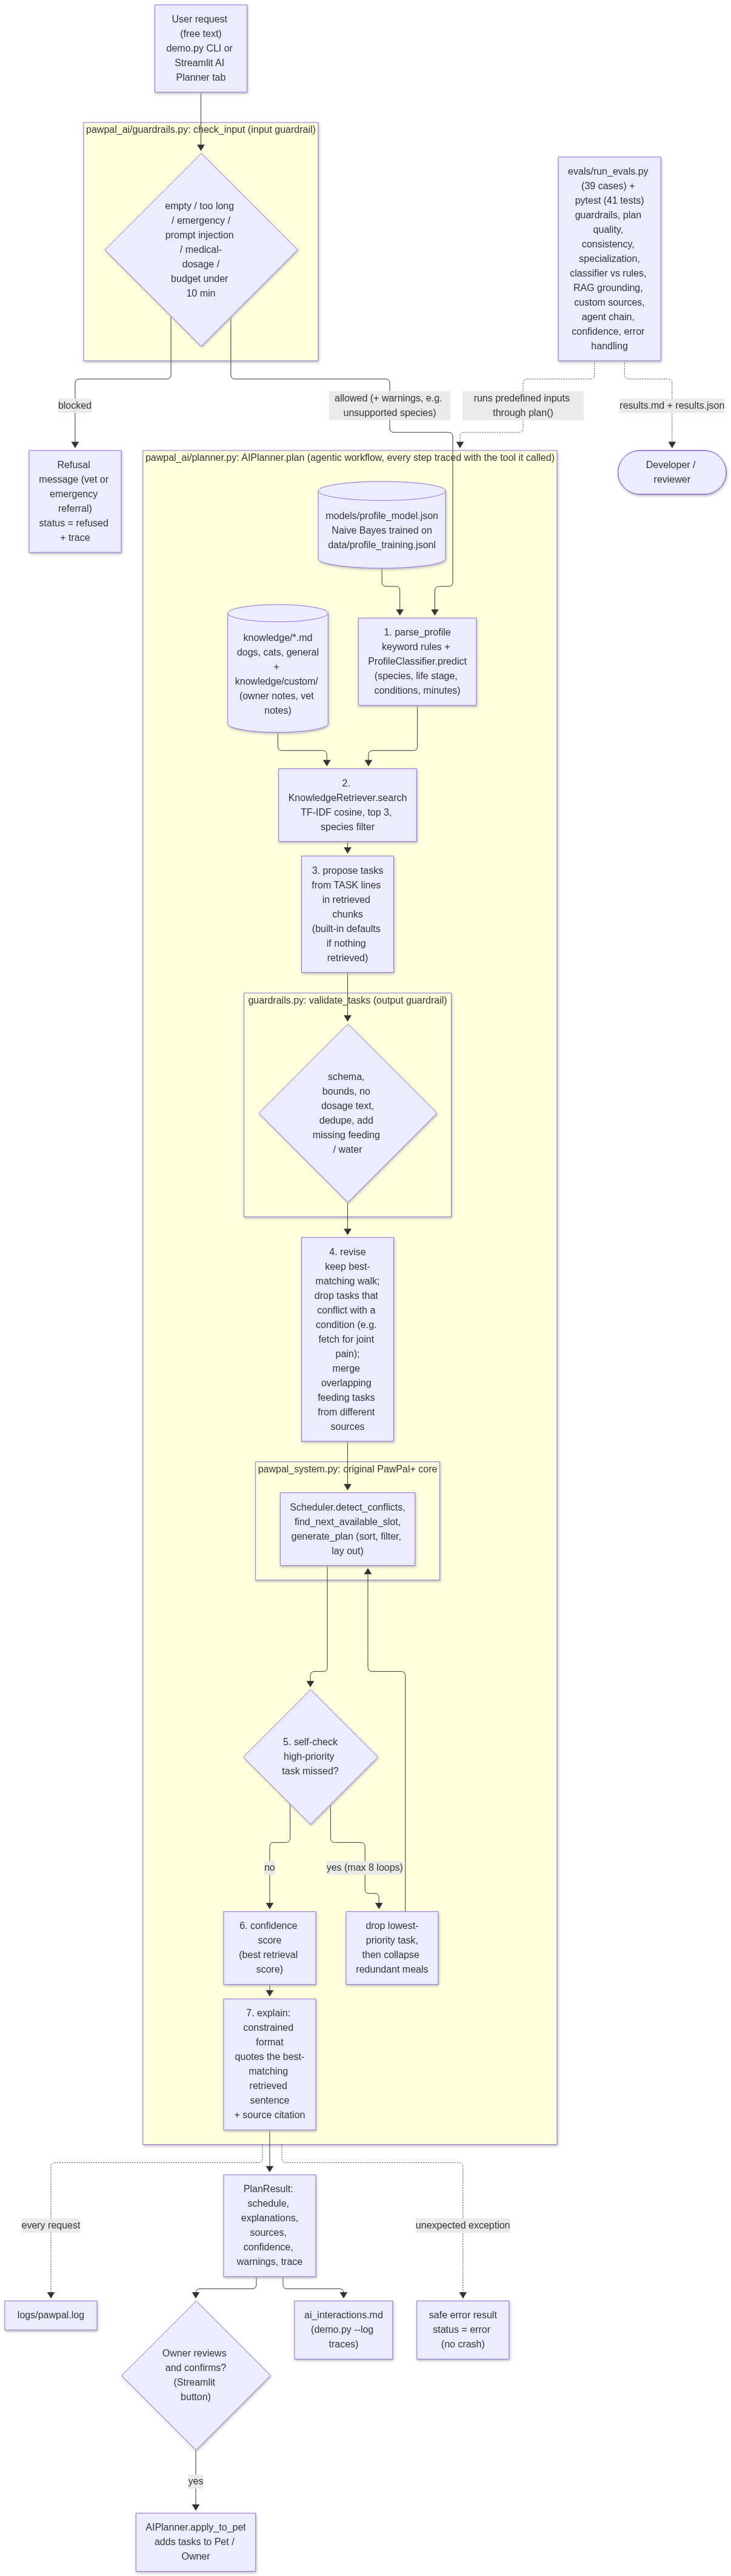 User request
(free text)
demo.py CLI or
Streamlit AI
Planner tab
pawpal_ai/guardrails.py: check_input (input guardrail)
empty / too long
/ emergency /
prompt injection
/ medical-
dosage /
budget under
10 min
evals/run_evals.py
(39 cases) +
pytest (41 tests)
guardrails, plan
quality,
consistency,
specialization,
classifier vs rules,
RAG grounding,
custom sources,
agent chain,
confidence, error
handling
blocked
allowed (+ warnings, e.g.
unsupported species)
runs predefined inputs
through plan()
results.md + results.json
Refusal
message (vet or
emergency
referral)
status = refused
+ trace
Developer /
reviewer
pawpal_ai/planner.py: AIPlanner.plan (agentic workflow, every step traced with the tool it called)
models/profile_model.json
Naive Bayes trained on
data/profile_training.jsonl
knowledge/*.md
dogs, cats, general
+
knowledge/custom/
(owner notes, vet
notes)
1. parse_profile
keyword rules +
ProfileClassifier.predict
(species, life stage,
conditions, minutes)
2.
KnowledgeRetriever.search
TF-IDF cosine, top 3,
species filter
3. propose tasks
from TASK lines
in retrieved
chunks
(built-in defaults
if nothing
retrieved)
guardrails.py: validate_tasks (output guardrail)
schema,
bounds, no
dosage text,
dedupe, add
missing feeding
/ water
4. revise
keep best-
matching walk;
drop tasks that
conflict with a
condition (e.g.
fetch for joint
pain);
merge
overlapping
feeding tasks
from different
sources
pawpal_system.py: original PawPal+ core
Scheduler.detect_conflicts,
find_next_available_slot,
generate_plan (sort, filter,
lay out)
5. self-check
high-priority
task missed?
no
yes (max 8 loops)
6. confidence
score
(best retrieval
score)
drop lowest-
priority task,
then collapse
redundant meals
7. explain:
constrained
format
quotes the best-
matching
retrieved
sentence
+ source citation
every request
PlanResult:
schedule,
explanations,
sources,
confidence,
warnings, trace
unexpected exception
logs/pawpal.log
Owner reviews
and confirms?
(Streamlit
button)
ai_interactions.md
(demo.py --log
traces)
safe error result
status = error
(no crash)
yes
AIPlanner.apply_to_pet
adds tasks to Pet /
Owner